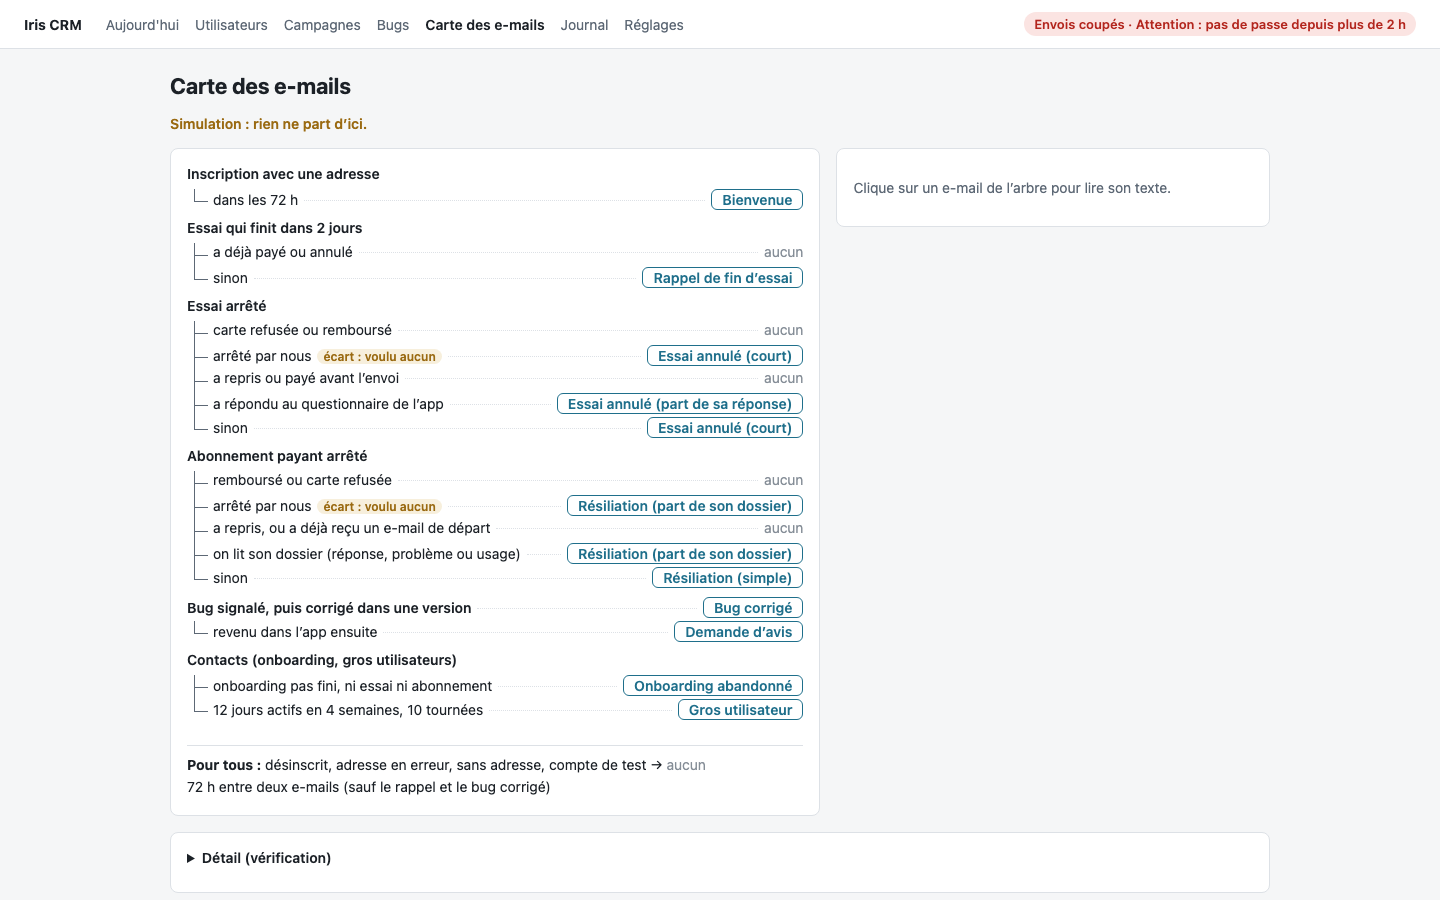 Iris CRM Aujourd'hui Utilisateurs Campagnes Bugs Carte des e-mails Journal Réglages Envois coupés · Attention : pas de passe depuis plus de 2 h
Carte des e-mails
Simulation : rien ne part d’ici.
Inscription avec une adresse
dans les 72 h Bienvenue
Essai qui finit dans 2 jours
a déjà payé ou annulé aucun
sinon Rappel de fin d’essai
Essai arrêté
carte refusée ou remboursé aucun
arrêté par nous écart : voulu aucun Essai annulé (court)
a repris ou payé avant l’envoi aucun
a répondu au questionnaire de l’app Essai annulé (part de sa réponse)
sinon Essai annulé (court)
Abonnement payant arrêté
remboursé ou carte refusée aucun
arrêté par nous écart : voulu aucun Résiliation (part de son dossier)
a repris, ou a déjà reçu un e-mail de départ aucun
on lit son dossier (réponse, problème ou usage) Résiliation (part de son dossier)
sinon Résiliation (simple)
Bug signalé, puis corrigé dans une version Bug corrigé
revenu dans l’app ensuite Demande d’avis
Contacts (onboarding, gros utilisateurs)
onboarding pas fini, ni essai ni abonnement Onboarding abandonné
12 jours actifs en 4 semaines, 10 tournées Gros utilisateur
Pour tous : désinscrit, adresse en erreur, sans adresse, compte de test → aucun
72 h entre deux e-mails (sauf le rappel et le bug corrigé)
Clique sur un e-mail de l’arbre pour lire son texte.
Détail (vérification)